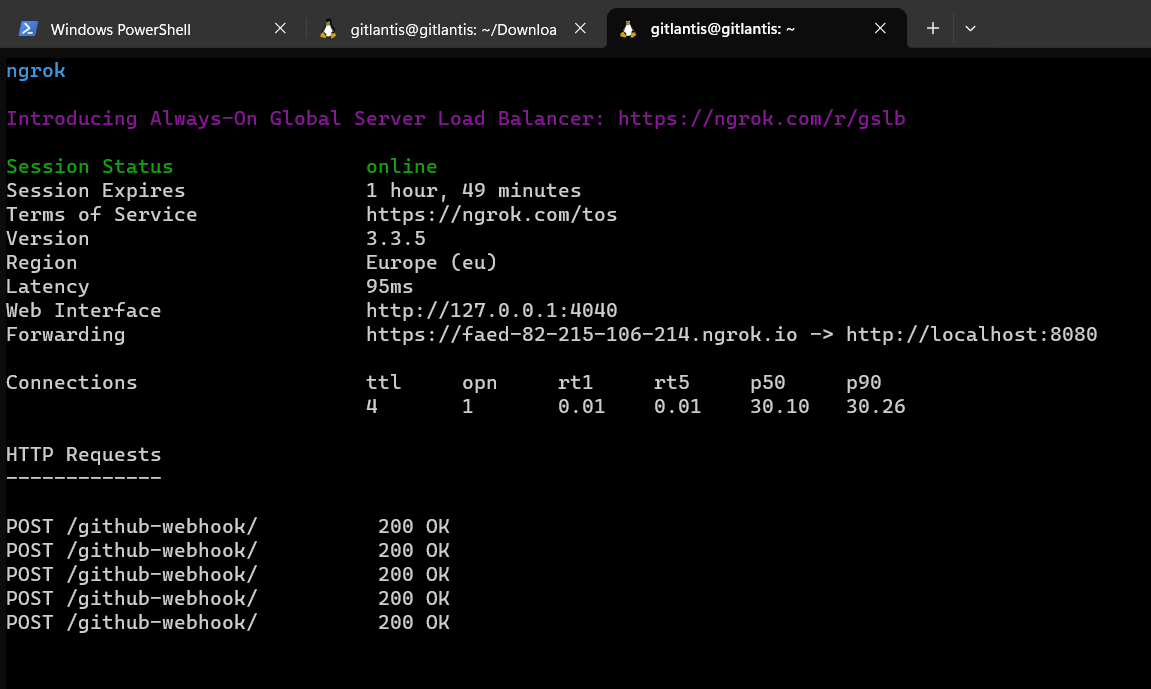 Windows PowerShell
gitlantis@gitlantis: ~/Downloa
gitlantis@gitlantis: ~
ngrok
Introducing Always-On Global Server Load Balancer: https://ngrok.com/r/gslb
Session Status online
Session Expires 1 hour, 49 minutes
Terms of Service https://ngrok.com/tos
Version 3.3.5
Region Europe (eu)
Latency 95ms
Web Interface http://127.0.0.1:4040
Forwarding https://faed-82-215-106-214.ngrok.io -> http://localhost:8080
Connections ttl opn rt1 rt5 p50 p90
4 1 0.01 0.01 30.10 30.26
HTTP Requests
-------------
POST /github-webhook/ 200 OK
POST /github-webhook/ 200 OK
POST /github-webhook/ 200 OK
POST /github-webhook/ 200 OK
POST /github-webhook/ 200 OK